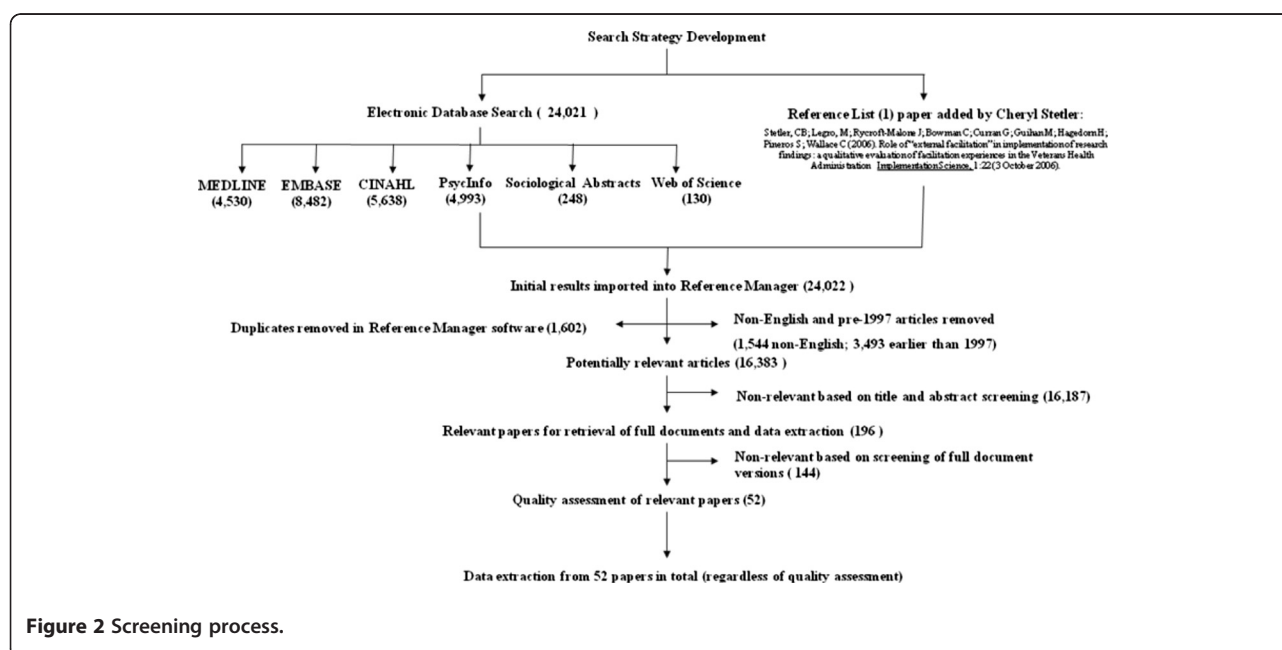 Search Strategy Development
Electronic Database Search ( 24,021 )
Reference List (1) paper added by Cheryl Stetler:
Stetler, CB; Legro, M; Rycroft-Malone J; Bowman C; Curran G; Guihan M; Hagedorn H;
Pineros S; Wallace C (2006). Role of "external facilitation" in implementation of research
findings: a qualitative evaluation of facilitation experiences in the Veterans Health
Administration Implementation Science, 1:22 (3 October 2006).
MEDLINE
(4,530)
EMBASE
(8,482)
CINAHL
(5,638)
PsycInfo
(4,993)
Sociological Abstracts
(248)
Web of Science
(130)
Initial results imported into Reference Manager (24,022 )
Duplicates removed in Reference Manager software (1,602)
Non-English and pre-1997 articles removed
(1,544 non-English; 3,493 earlier than 1997)
Potentially relevant articles (16,383 )
Non-relevant based on title and abstract screening (16,187)
Relevant papers for retrieval of full documents and data extraction (196 )
Non-relevant based on screening of full document
versions ( 144)
Quality assessment of relevant papers (52)
Data extraction from 52 papers in total (regardless of quality assessment)
Figure 2 Screening process.